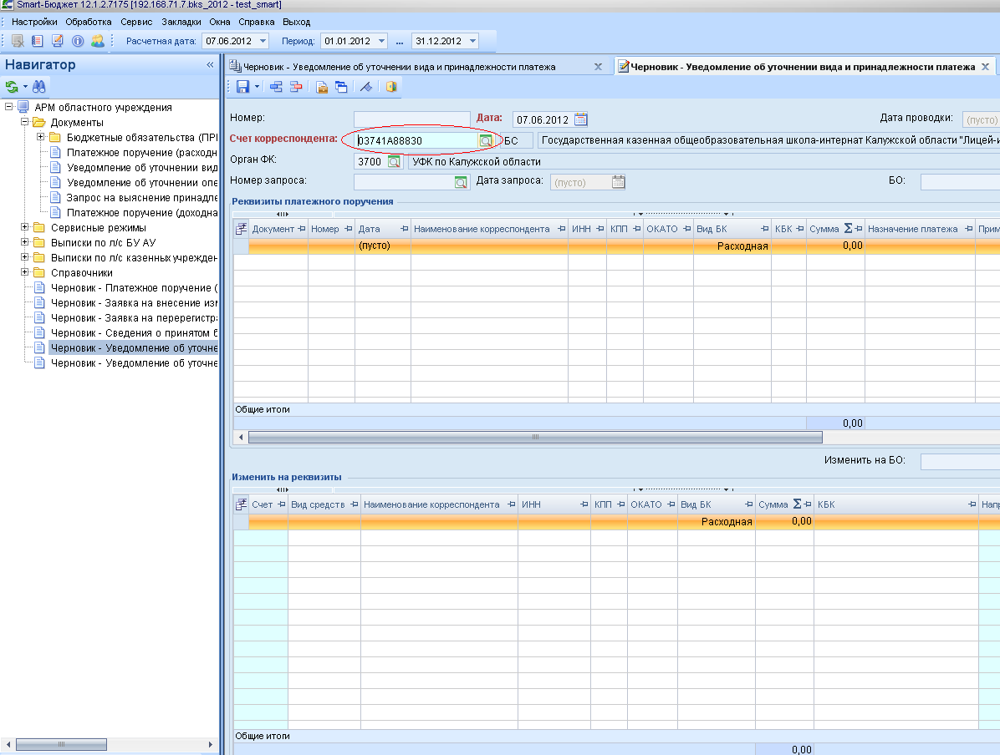 Smart-Бюджет 12.1.2.7175 [192.168.71.7.bks_2012 - test_smart]
Настройки Обработка Сервис Закладки Окна Справка Выход
Расчетная дата: 07.06.2012 Период: 01.01.2012 ... 31.12.2012
Навигатор «
АРМ областного учреждения
Документы
Бюджетные обязательства (ПРI
Платежное поручение (расходн
Уведомление об уточнении вид
Уведомление об уточнении опе
Запрос на выяснение принадле
Платежное поручение (доходна
Сервисные режимы
Выписки по л/с БУ АУ
Выписки по л/с казенных учрежден
Справочники
Черновик - Платежное поручение (
Черновик - Заявка на внесение изм
Черновик - Заявка на перерегистра
Черновик - Сведения о принятом б
Черновик - Уведомление об уточне
Черновик - Уведомление об уточне
Черновик - Уведомление об уточнении вида и принадлежности платежа
Черновик - Уведомление об уточнении вида и принадлежности платежа
Номер: Дата: 07.06.2012 Дата проводки: (пусто)
Счет корреспондента: 03741А88830 БС Государственная казенная общеобразовательная школа-интернат Калужской области "Лицей-и
Орган ФК: 3700 УФК по Калужской области
Номер запроса: Дата запроса: (пусто) БО:
Реквизиты платежного поручения
Документ Номер Дата Наименование корреспондента ИНН КПП ОКАТО Вид БК КБК Сумма Σ Назначение платежа Прим
(пусто) Расходная 0,00
Общие итоги
0,00
Изменить на БО:
Изменить на реквизиты
Счет Вид средств Наименование корреспондента ИНН КПП ОКАТО Вид БК Сумма Σ КБК Напр
Расходная 0,00
Общие итоги
0,00